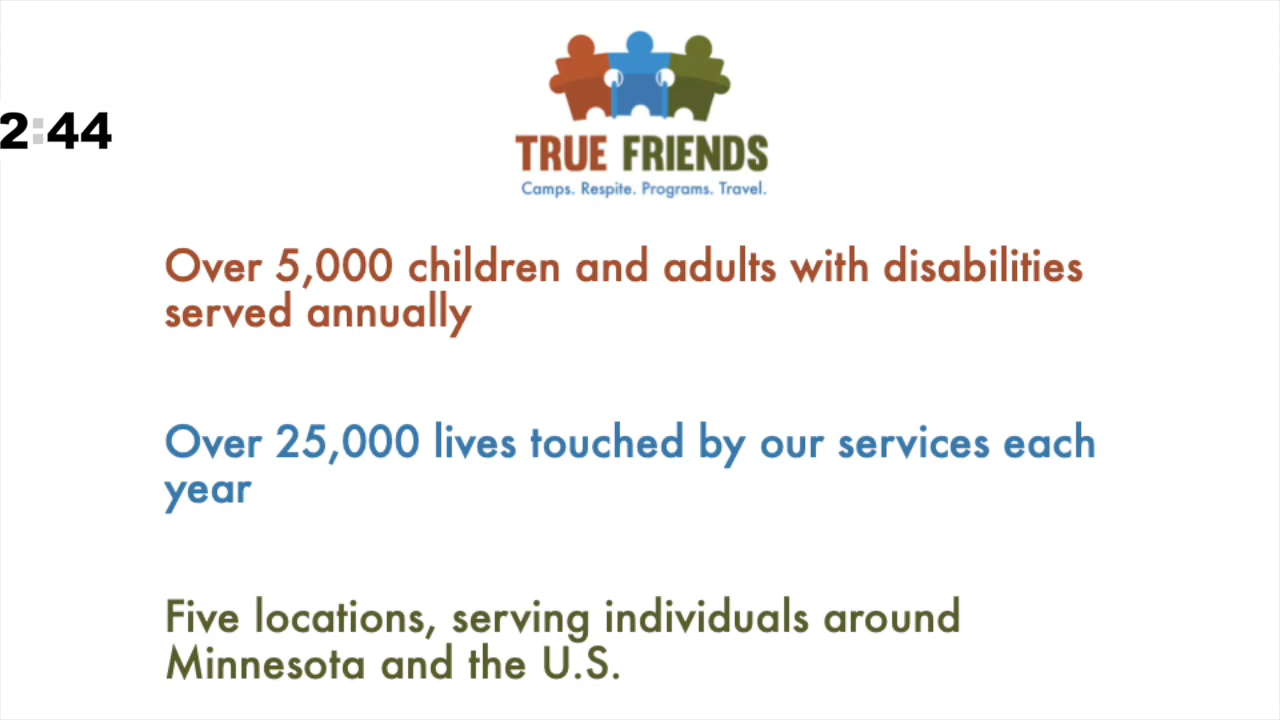 2:44
TRUE FRIENDS
Camps. Respite. Programs. Travel.
Over 5,000 children and adults with disabilities
served annually
Over 25,000 lives touched by our services each
year
Five locations, serving individuals around
Minnesota and the U.S.